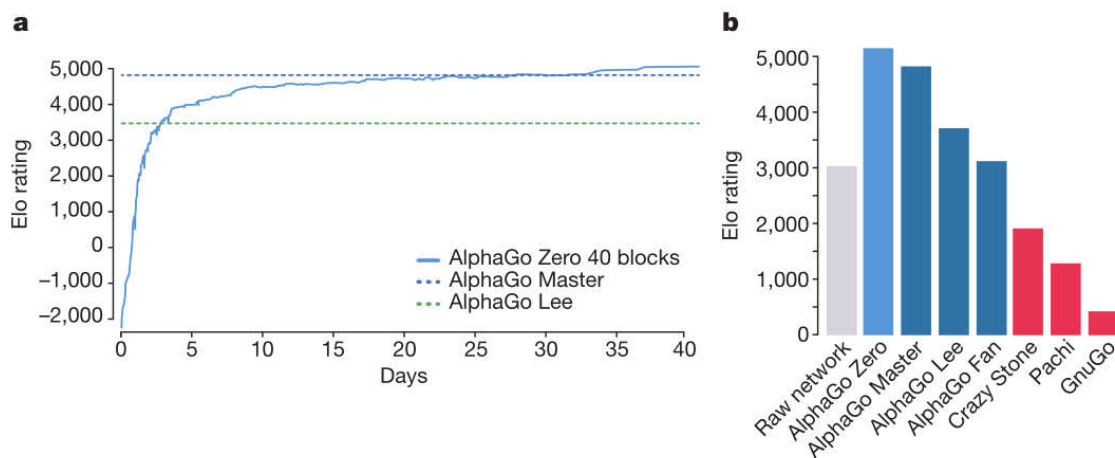 a
5,000
4,000
3,000
2,000
1,000
0
−1,000
−2,000
Elo rating
0 5 10 15 20 25 30 35 40
Days
AlphaGo Zero 40 blocks
AlphaGo Master
AlphaGo Lee
b
5,000
4,000
3,000
2,000
1,000
0
Elo rating
Raw network
AlphaGo Zero
AlphaGo Master
AlphaGo Lee
AlphaGo Fan
Crazy Stone
Pachi
GnuGo